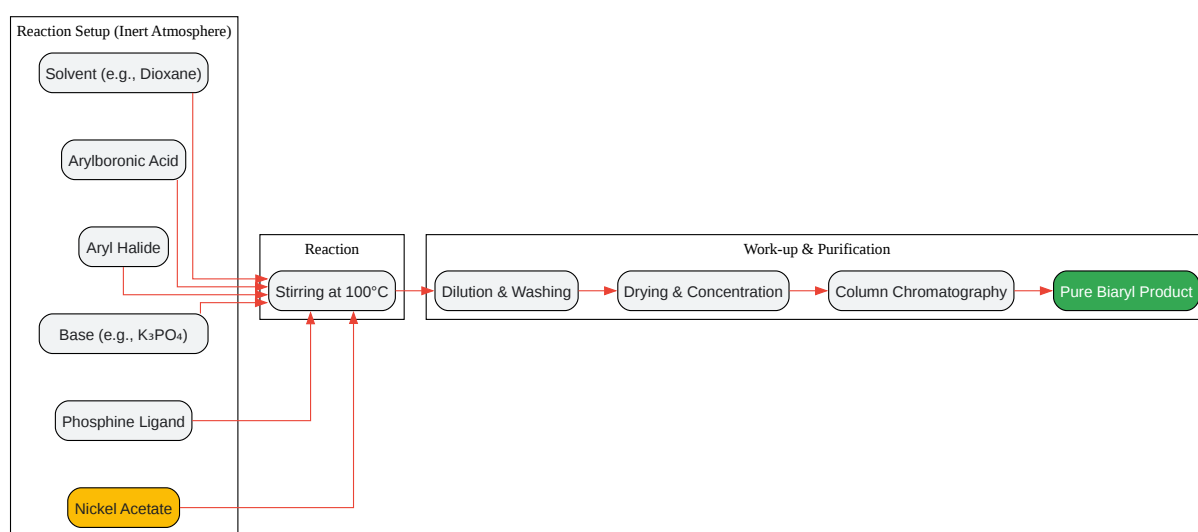 Reaction Setup (Inert Atmosphere)
Solvent (e.g., Dioxane)
Arylboronic Acid
Aryl Halide
Base (e.g., K₃PO₄)
Phosphine Ligand
Nickel Acetate
Reaction
Stirring at 100°C
Work-up & Purification
Dilution & Washing
Drying & Concentration
Column Chromatography
Pure Biaryl Product